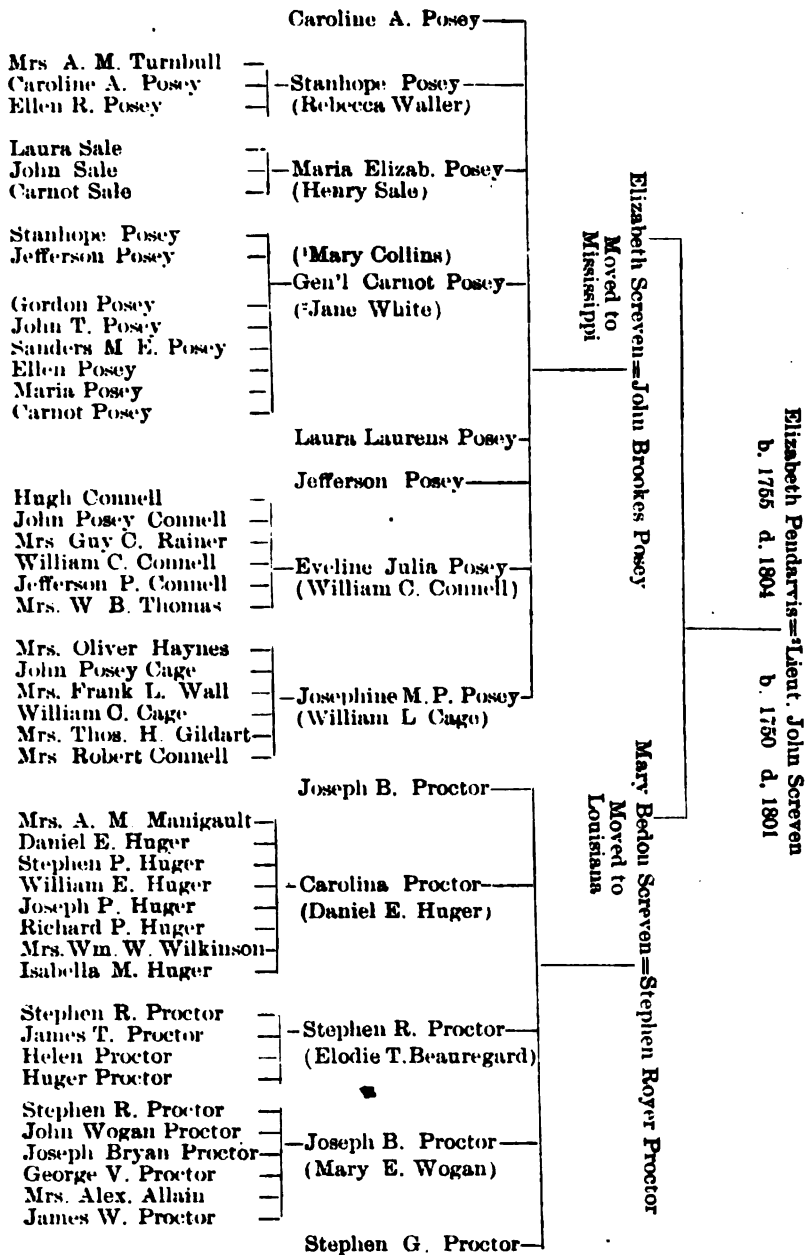 Caroline A. Posey
Mrs A. M. Turnbull
Caroline A. Posey
Ellen R. Posey
Stanhope Posey
(Rebecca Waller)
Laura Sale
John Sale
Carnot Sale
Maria Elizab. Posey
(Henry Sale)
Stanhope Posey
Jefferson Posey
Gordon Posey
John T. Posey
Sanders M E. Posey
Ellen Posey
Maria Posey
Carnot Posey
(¹Mary Collins)
Gen'l Carnot Posey
(²Jane White)
Laura Laurens Posey
Jefferson Posey
Hugh Connell
John Posey Connell
Mrs Guy C. Rainer
William C. Connell
Jefferson P. Connell
Mrs. W B. Thomas
Eveline Julia Posey
(William C. Connell)
Mrs. Oliver Haynes
John Posey Cage
Mrs. Frank L. Wall
William C. Cage
Mrs. Thos. H. Gildart
Mrs Robert Connell
Josephine M. P. Posey
(William L Cage)
Elizabeth Screven=John Brookes Posey
Moved to
Mississippi
Joseph B. Proctor
Mrs. A. M Manigault
Daniel E. Huger
Stephen P. Huger
William E. Huger
Joseph P. Huger
Richard P. Huger
Mrs. Wm. W. Wilkinson
Isabella M. Huger
Carolina Proctor
(Daniel E. Huger)
Stephen R. Proctor
James T. Proctor
Helen Proctor
Huger Proctor
Stephen R. Proctor
(Elodie T. Beauregard)
Stephen R. Proctor
John Wogan Proctor
Joseph Bryan Proctor
George V. Proctor
Mrs. Alex. Allain
James W. Proctor
Joseph B. Proctor
(Mary E. Wogan)
Stephen G. Proctor
Mary Bedon Screven=Stephen Royer Proctor
Moved to
Louisiana
Elizabeth Pendarvis=²Lieut. John Screven
b. 1755 d. 1804 b. 1750 d. 1801